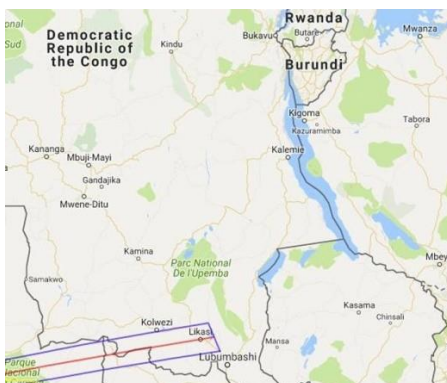 Rwanda
Bukavu
Butare
Mwanza
Democratic
Republic of
the Congo
Kindu
Burundi
Kigoma
Kazuramimba
Tabora
Kananga
Mbuji-Mayi
Kalemie
Gandajika
Mwene-Ditu
Kamina
Parc National
De l'Upemba
Mbey
Samakwo
Kasama
Chinsali
Kolwezi
Likasi
Mansa
Lubumbashi
Parque
Nacional